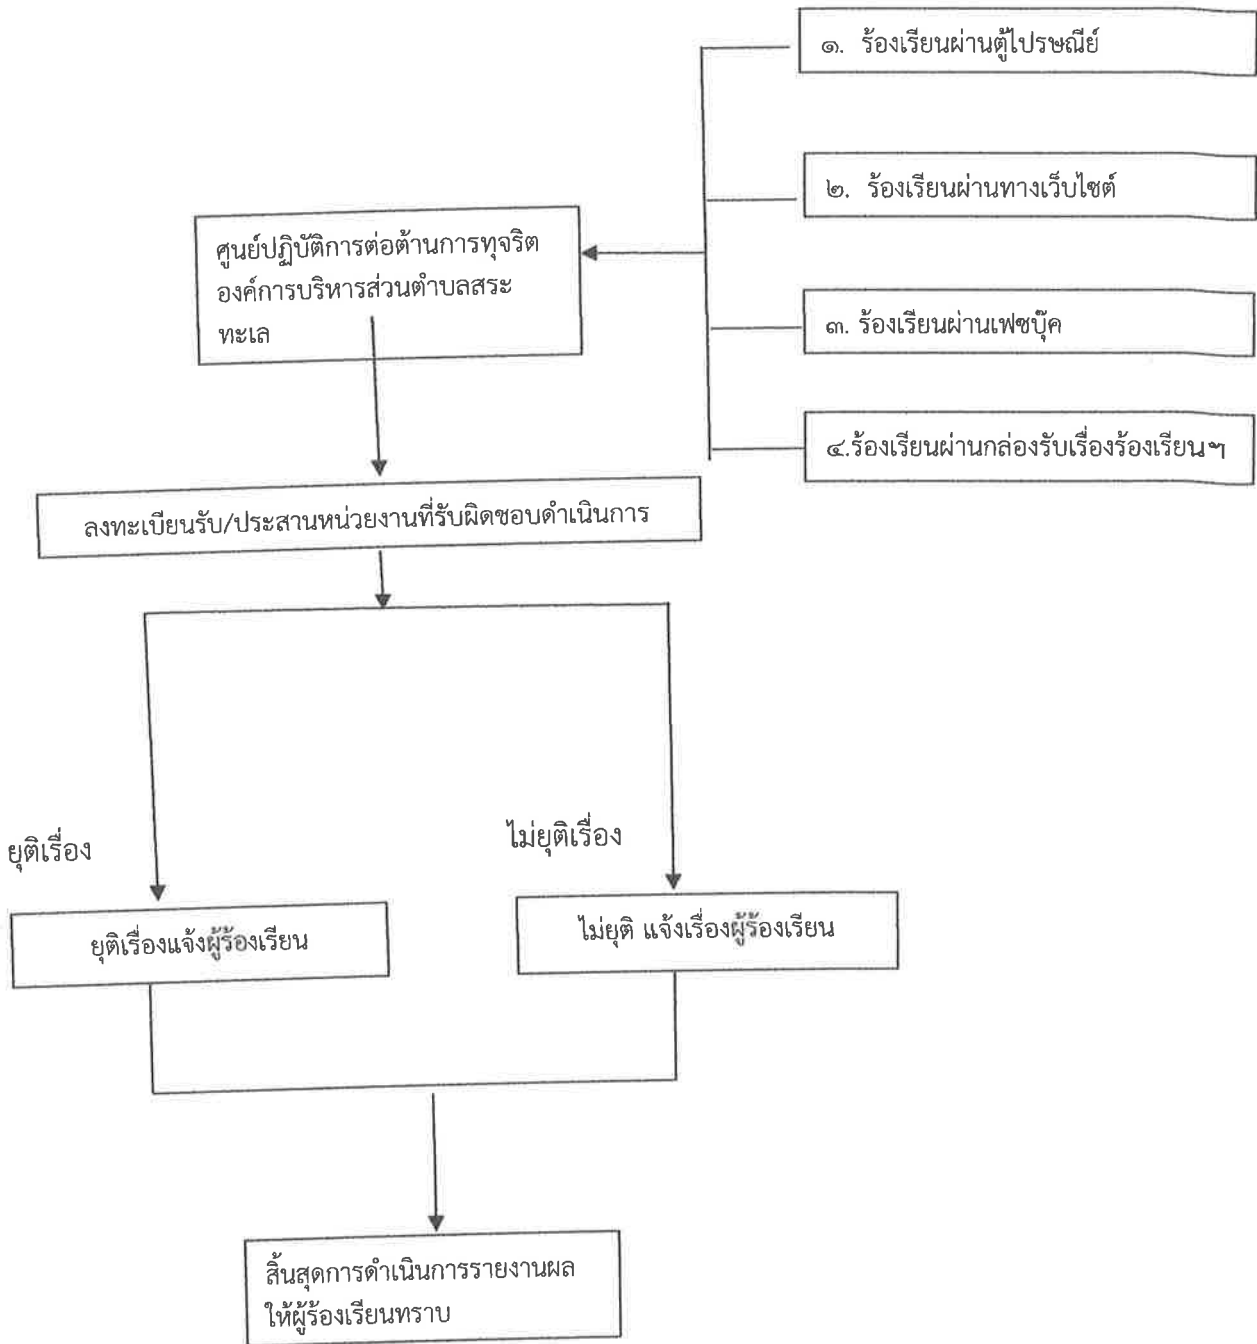 ๑. ร้องเรียนผ่านตู้ไปรษณีย์
๒. ร้องเรียนผ่านทางเว็บไซต์
ศูนย์ปฏิบัติการต่อต้านการทุจริต
องค์การบริหารส่วนตำบลสระ
ทะเล
๓. ร้องเรียนผ่านเฟซบุ๊ค
๔.ร้องเรียนผ่านกล่องรับเรื่องร้องเรียนฯ
ลงทะเบียนรับ/ประสานหน่วยงานที่รับผิดชอบดำเนินการ
ยุติเรื่อง
ไม่ยุติเรื่อง
ยุติเรื่องแจ้งผู้ร้องเรียน
ไม่ยุติ แจ้งเรื่องผู้ร้องเรียน
สิ้นสุดการดำเนินการรายงานผล
ให้ผู้ร้องเรียนทราบ